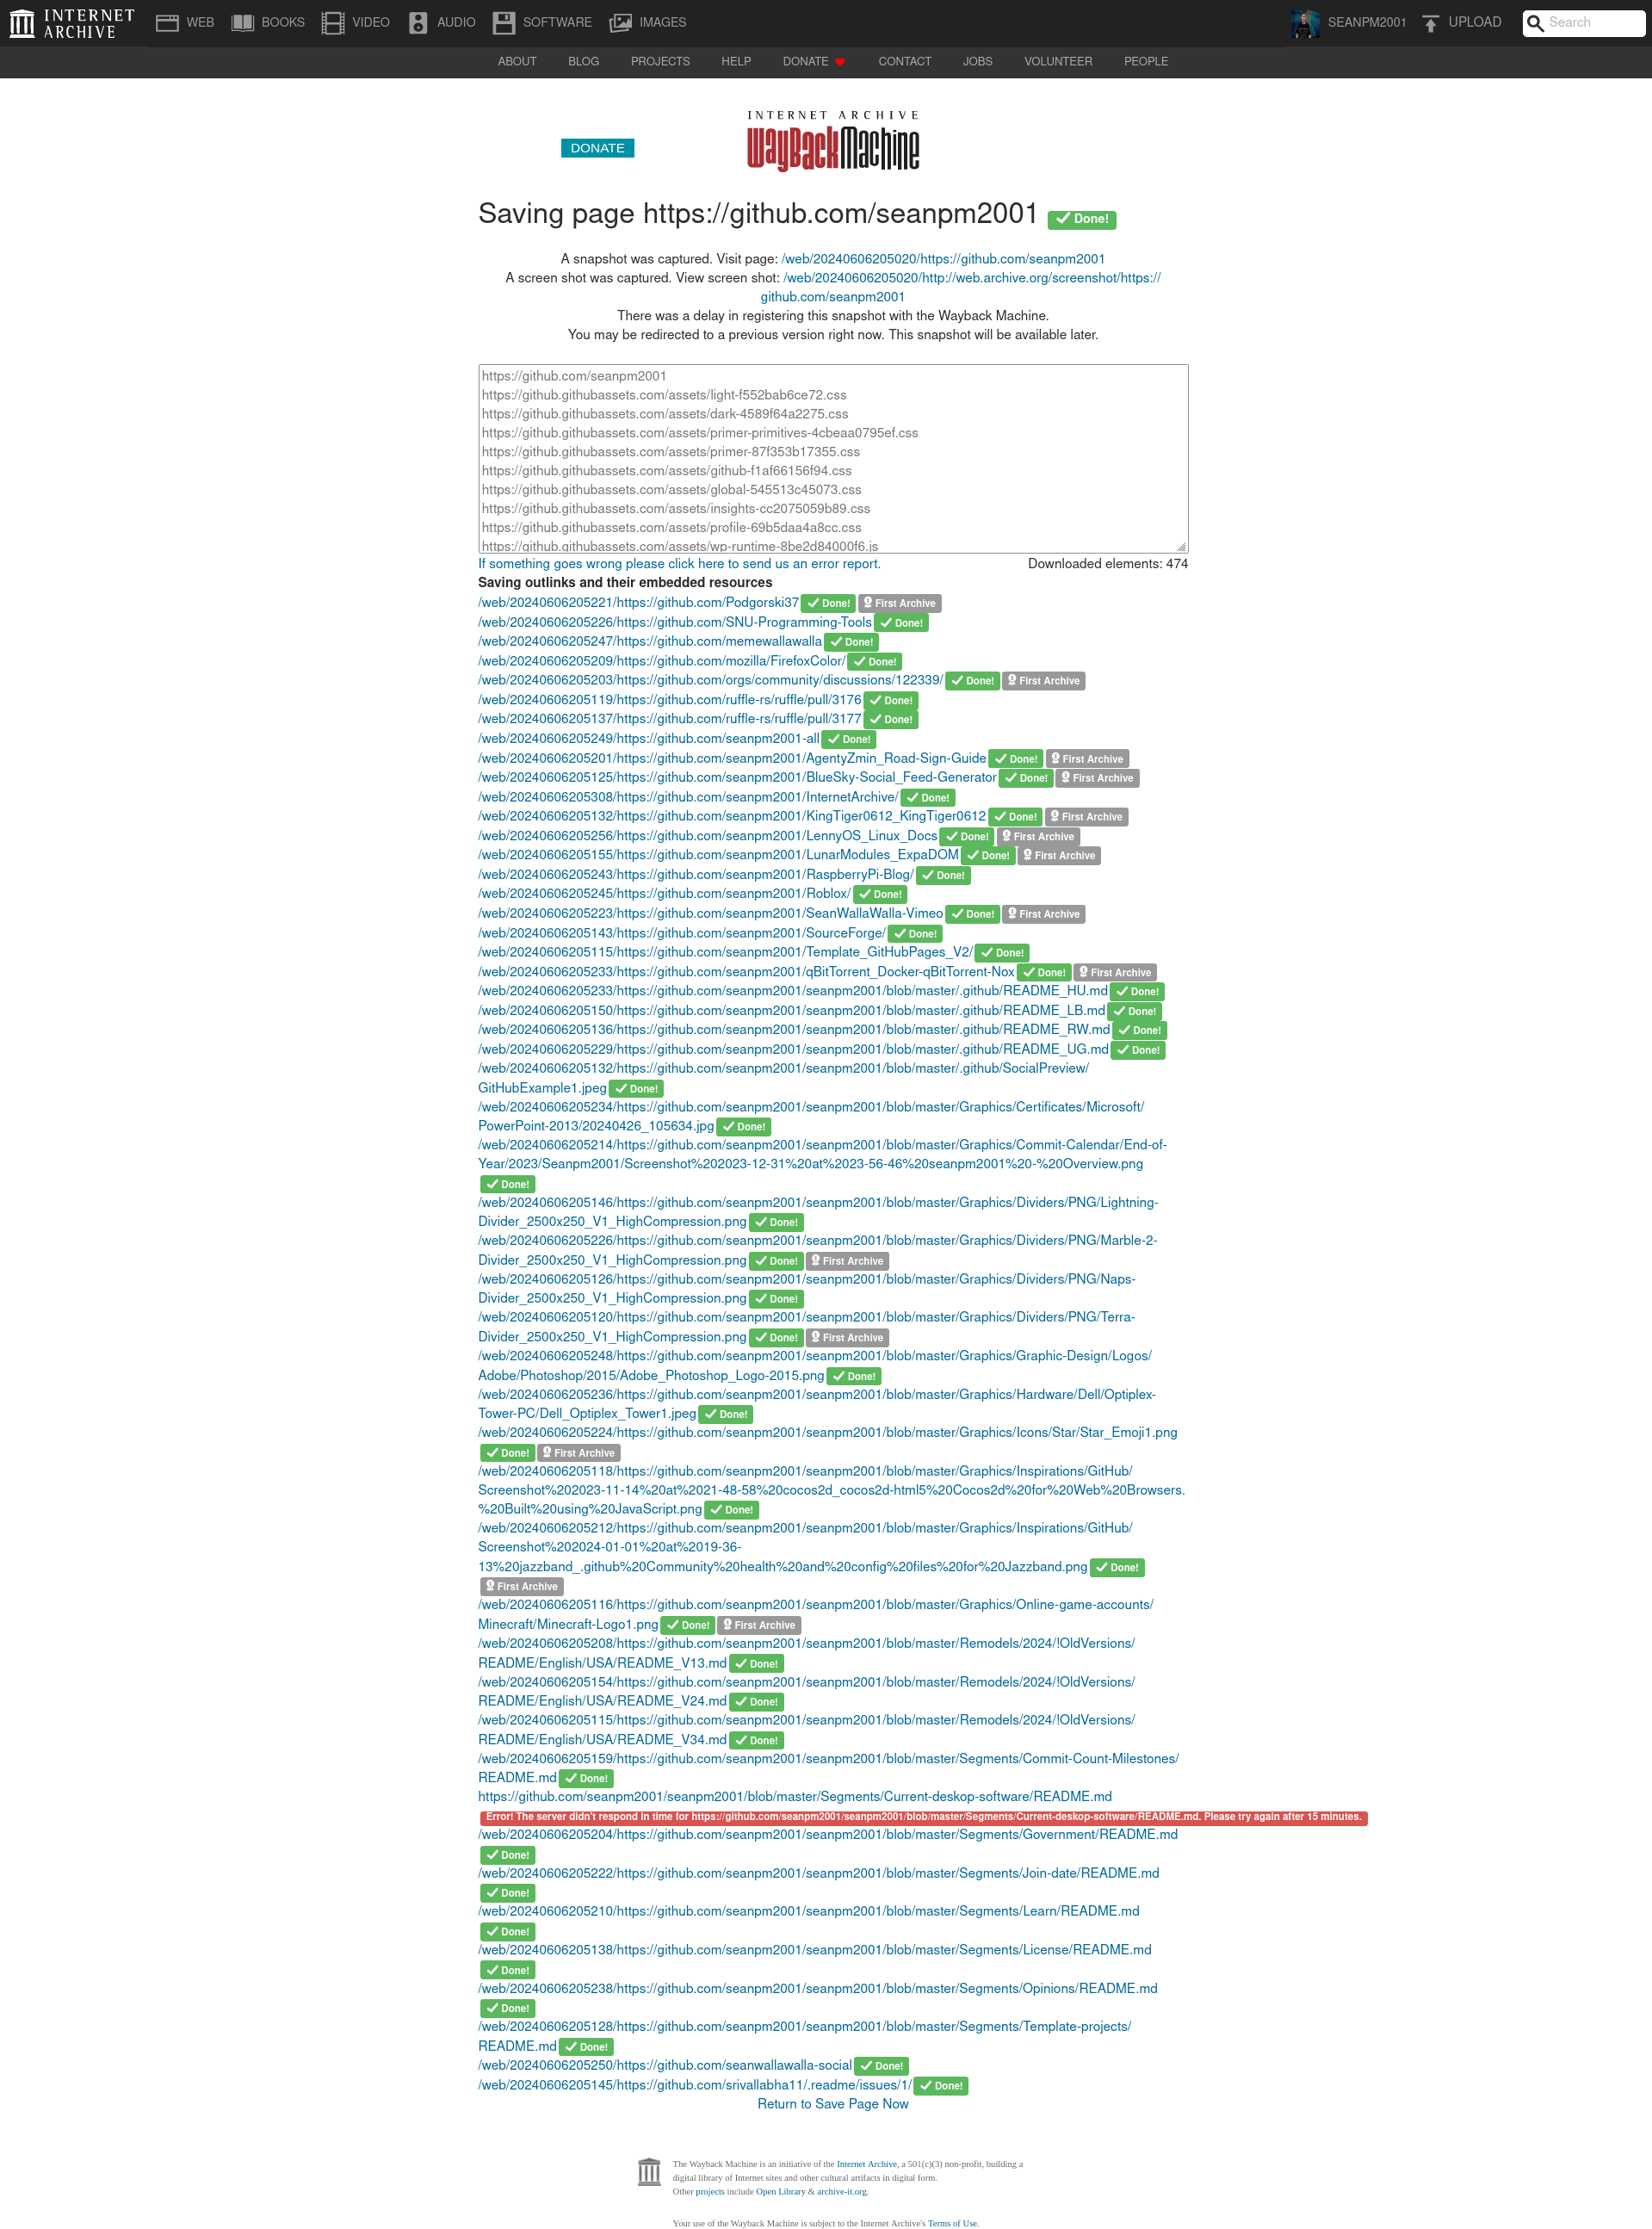 INTERNET ARCHIVE WEB BOOKS VIDEO AUDIO SOFTWARE IMAGES SEANPM2001 UPLOAD Search
ABOUT BLOG PROJECTS HELP DONATE CONTACT JOBS VOLUNTEER PEOPLE
INTERNET ARCHIVE
DONATE WayBackMachine
Saving page https://github.com/seanpm2001 Done!
A snapshot was captured. Visit page: /web/20240606205020/https://github.com/seanpm2001
A screen shot was captured. View screen shot: /web/20240606205020/http://web.archive.org/screenshot/https://
github.com/seanpm2001
There was a delay in registering this snapshot with the Wayback Machine.
You may be redirected to a previous version right now. This snapshot will be available later.
https://github.com/seanpm2001
https://github.githubassets.com/assets/light-f552bab6ce72.css
https://github.githubassets.com/assets/dark-4589f64a2275.css
https://github.githubassets.com/assets/primer-primitives-4cbeaa0795ef.css
https://github.githubassets.com/assets/primer-87f353b17355.css
https://github.githubassets.com/assets/github-f1af66156f94.css
https://github.githubassets.com/assets/global-545513c45073.css
https://github.githubassets.com/assets/insights-cc2075059b89.css
https://github.githubassets.com/assets/profile-69b5daa4a8cc.css
https://github.githubassets.com/assets/wp-runtime-8be2d84000f6.js
If something goes wrong please click here to send us an error report. Downloaded elements: 474
Saving outlinks and their embedded resources
/web/20240606205221/https://github.com/Podgorski37 Done! First Archive
/web/20240606205226/https://github.com/SNU-Programming-Tools Done!
/web/20240606205247/https://github.com/memewallawalla Done!
/web/20240606205209/https://github.com/mozilla/FirefoxColor/ Done!
/web/20240606205203/https://github.com/orgs/community/discussions/122339/ Done! First Archive
/web/20240606205119/https://github.com/ruffle-rs/ruffle/pull/3176 Done!
/web/20240606205137/https://github.com/ruffle-rs/ruffle/pull/3177 Done!
/web/20240606205249/https://github.com/seanpm2001-all Done!
/web/20240606205201/https://github.com/seanpm2001/AgentyZmin_Road-Sign-Guide Done! First Archive
/web/20240606205125/https://github.com/seanpm2001/BlueSky-Social_Feed-Generator Done! First Archive
/web/20240606205308/https://github.com/seanpm2001/InternetArchive/ Done!
/web/20240606205132/https://github.com/seanpm2001/KingTiger0612_KingTiger0612 Done! First Archive
/web/20240606205256/https://github.com/seanpm2001/LennyOS_Linux_Docs Done! First Archive
/web/20240606205155/https://github.com/seanpm2001/LunarModules_ExpaDOM Done! First Archive
/web/20240606205243/https://github.com/seanpm2001/RaspberryPi-Blog/ Done!
/web/20240606205245/https://github.com/seanpm2001/Roblox/ Done!
/web/20240606205223/https://github.com/seanpm2001/SeanWallaWalla-Vimeo Done! First Archive
/web/20240606205143/https://github.com/seanpm2001/SourceForge/ Done!
/web/20240606205115/https://github.com/seanpm2001/Template_GitHubPages_V2/ Done!
/web/20240606205233/https://github.com/seanpm2001/qBitTorrent_Docker-qBitTorrent-Nox Done! First Archive
/web/20240606205233/https://github.com/seanpm2001/seanpm2001/blob/master/.github/README_HU.md Done!
/web/20240606205150/https://github.com/seanpm2001/seanpm2001/blob/master/.github/README_LB.md Done!
/web/20240606205136/https://github.com/seanpm2001/seanpm2001/blob/master/.github/README_RW.md Done!
/web/20240606205229/https://github.com/seanpm2001/seanpm2001/blob/master/.github/README_UG.md Done!
/web/20240606205132/https://github.com/seanpm2001/seanpm2001/blob/master/.github/SocialPreview/
GitHubExample1.jpeg Done!
/web/20240606205234/https://github.com/seanpm2001/seanpm2001/blob/master/Graphics/Certificates/Microsoft/
PowerPoint-2013/20240426_105634.jpg Done!
/web/20240606205214/https://github.com/seanpm2001/seanpm2001/blob/master/Graphics/Commit-Calendar/End-of-
Year/2023/Seanpm2001/Screenshot%202023-12-31%20at%2023-56-46%20seanpm2001%20-%20Overview.png
Done!
/web/20240606205146/https://github.com/seanpm2001/seanpm2001/blob/master/Graphics/Dividers/PNG/Lightning-
Divider_2500x250_V1_HighCompression.png Done!
/web/20240606205226/https://github.com/seanpm2001/seanpm2001/blob/master/Graphics/Dividers/PNG/Marble-2-
Divider_2500x250_V1_HighCompression.png Done! First Archive
/web/20240606205126/https://github.com/seanpm2001/seanpm2001/blob/master/Graphics/Dividers/PNG/Naps-
Divider_2500x250_V1_HighCompression.png Done!
/web/20240606205120/https://github.com/seanpm2001/seanpm2001/blob/master/Graphics/Dividers/PNG/Terra-
Divider_2500x250_V1_HighCompression.png Done! First Archive
/web/20240606205248/https://github.com/seanpm2001/seanpm2001/blob/master/Graphics/Graphic-Design/Logos/
Adobe/Photoshop/2015/Adobe_Photoshop_Logo-2015.png Done!
/web/20240606205236/https://github.com/seanpm2001/seanpm2001/blob/master/Graphics/Hardware/Dell/Optiplex-
Tower-PC/Dell_Optiplex_Tower1.jpeg Done!
/web/20240606205224/https://github.com/seanpm2001/seanpm2001/blob/master/Graphics/Icons/Star/Star_Emoji1.png
Done! First Archive
/web/20240606205118/https://github.com/seanpm2001/seanpm2001/blob/master/Graphics/Inspirations/GitHub/
Screenshot%202023-11-14%20at%2021-48-58%20cocos2d_cocos2d-html5%20Cocos2d%20for%20Web%20Browsers.
%20Built%20using%20JavaScript.png Done!
/web/20240606205212/https://github.com/seanpm2001/seanpm2001/blob/master/Graphics/Inspirations/GitHub/
Screenshot%202024-01-01%20at%2019-36-
13%20jazzband_.github%20Community%20health%20and%20config%20files%20for%20Jazzband.png Done!
First Archive
/web/20240606205116/https://github.com/seanpm2001/seanpm2001/blob/master/Graphics/Online-game-accounts/
Minecraft/Minecraft-Logo1.png Done! First Archive
/web/20240606205208/https://github.com/seanpm2001/seanpm2001/blob/master/Remodels/2024/!OldVersions/
README/English/USA/README_V13.md Done!
/web/20240606205154/https://github.com/seanpm2001/seanpm2001/blob/master/Remodels/2024/!OldVersions/
README/English/USA/README_V24.md Done!
/web/20240606205115/https://github.com/seanpm2001/seanpm2001/blob/master/Remodels/2024/!OldVersions/
README/English/USA/README_V34.md Done!
/web/20240606205159/https://github.com/seanpm2001/seanpm2001/blob/master/Segments/Commit-Count-Milestones/
README.md Done!
https://github.com/seanpm2001/seanpm2001/blob/master/Segments/Current-deskop-software/README.md
Error! The server didn't respond in time for https://github.com/seanpm2001/seanpm2001/blob/master/Segments/Current-deskop-software/README.md. Please try again after 15 minutes.
/web/20240606205204/https://github.com/seanpm2001/seanpm2001/blob/master/Segments/Government/README.md
Done!
/web/20240606205222/https://github.com/seanpm2001/seanpm2001/blob/master/Segments/Join-date/README.md
Done!
/web/20240606205210/https://github.com/seanpm2001/seanpm2001/blob/master/Segments/Learn/README.md
Done!
/web/20240606205138/https://github.com/seanpm2001/seanpm2001/blob/master/Segments/License/README.md
Done!
/web/20240606205238/https://github.com/seanpm2001/seanpm2001/blob/master/Segments/Opinions/README.md
Done!
/web/20240606205128/https://github.com/seanpm2001/seanpm2001/blob/master/Segments/Template-projects/
README.md Done!
/web/20240606205250/https://github.com/seanwallawalla-social Done!
/web/20240606205145/https://github.com/srivallabha11/.readme/issues/1/ Done!
Return to Save Page Now
The Wayback Machine is an initiative of the Internet Archive, a 501(c)(3) non-profit, building a
digital library of Internet sites and other cultural artifacts in digital form.
Other projects include Open Library & archive-it.org.
Your use of the Wayback Machine is subject to the Internet Archive's Terms of Use.